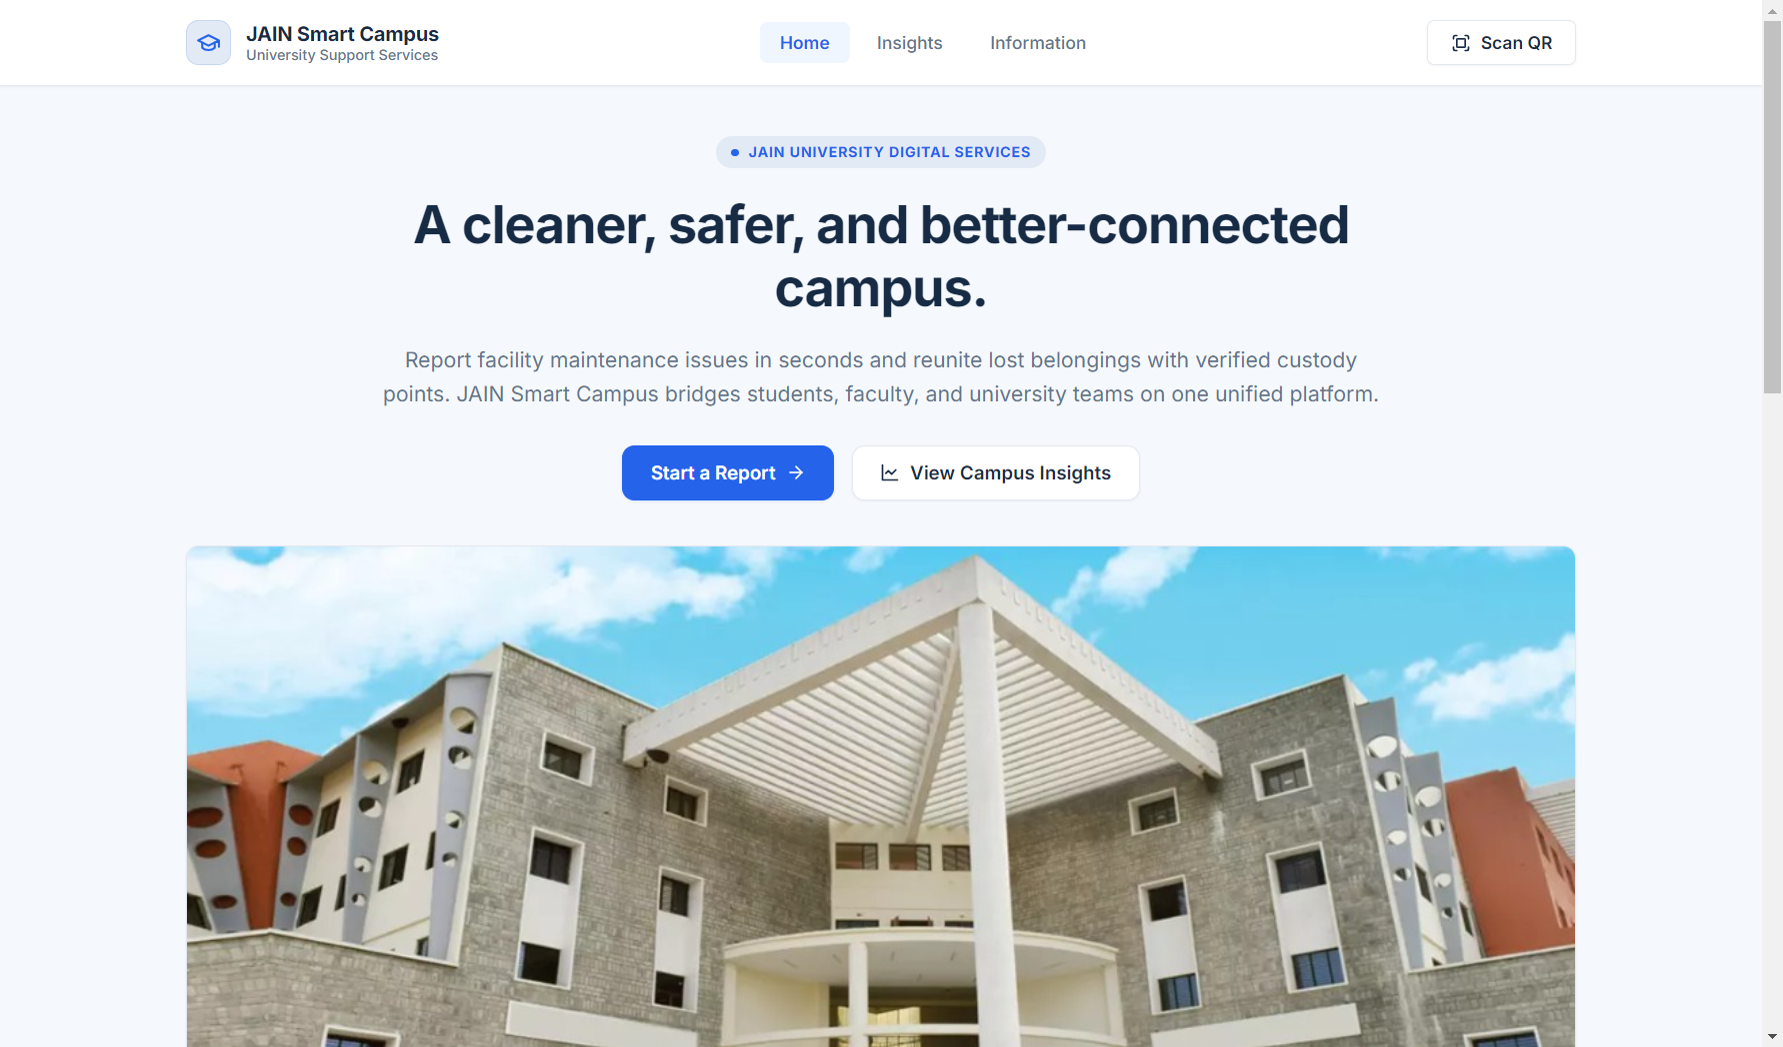 JAIN Smart Campus
University Support Services
Home
Insights
Information
Scan QR
JAIN UNIVERSITY DIGITAL SERVICES
A cleaner, safer, and better-connected
campus.
Report facility maintenance issues in seconds and reunite lost belongings with verified custody
points. JAIN Smart Campus bridges students, faculty, and university teams on one unified platform.
Start a Report
View Campus Insights